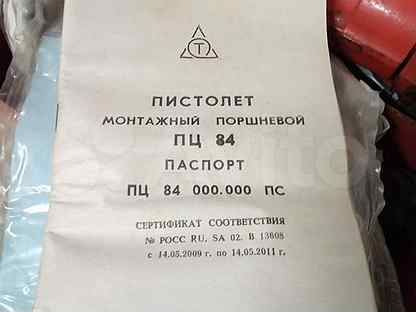 Т
ПИСТОЛЕТ
МОНТАЖНЫЙ ПОРШНЕВОЙ
ПЦ 84
ПАСПОРТ
ПЦ 84 000.000 ПС
СЕРТИФИКАТ СООТВЕТСТВИЯ
№ РОСС RU. SA 02. В 13608
с 14.05.2009 г. по 14.05.2011 г.
Avito